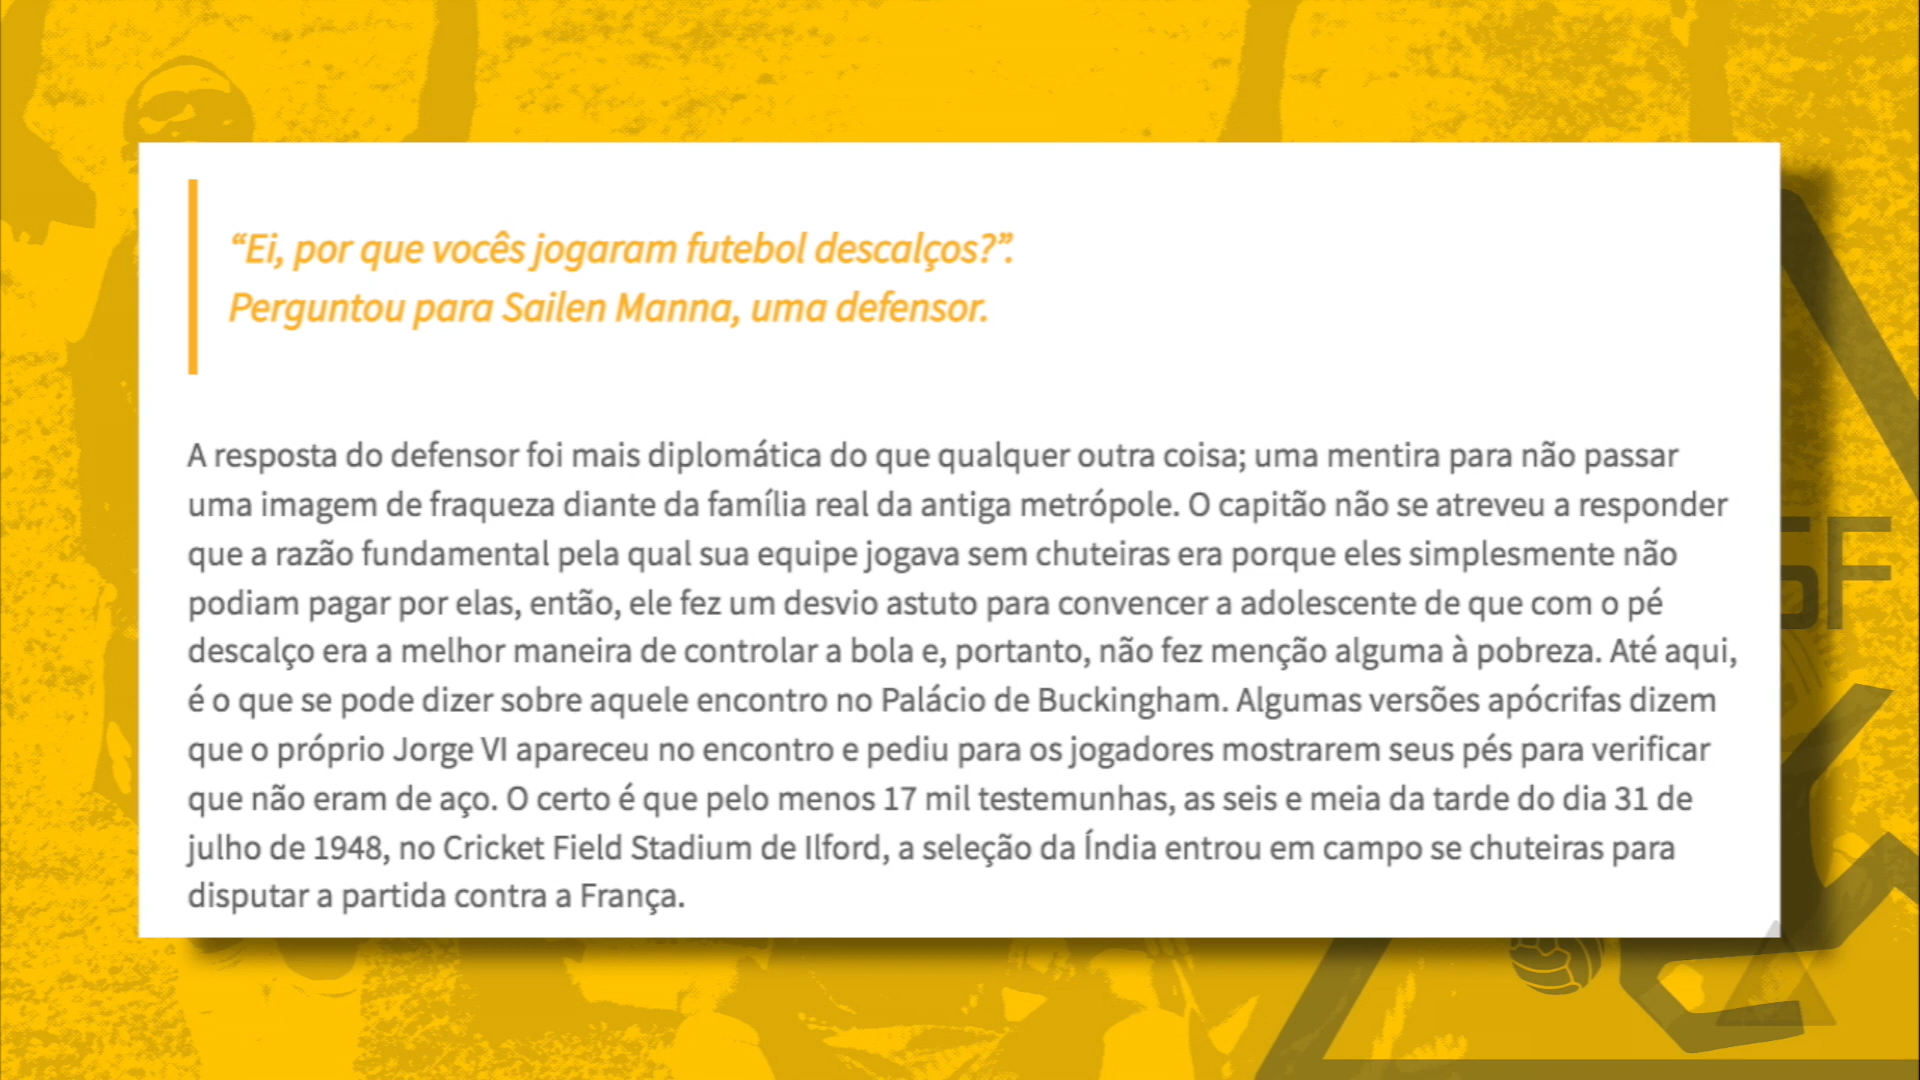 “Ei, por que vocês jogaram futebol descalços?”.
Perguntou para Sailen Manna, uma defensor.
A resposta do defensor foi mais diplomática do que qualquer outra coisa; uma mentira para não passar
uma imagem de fraqueza diante da família real da antiga metrópole. O capitão não se atreveu a responder
que a razão fundamental pela qual sua equipe jogava sem chuteiras era porque eles simplesmente não
podiam pagar por elas, então, ele fez um desvio astuto para convencer a adolescente de que com o pé
descalço era a melhor maneira de controlar a bola e, portanto, não fez menção alguma à pobreza. Até aqui,
é o que se pode dizer sobre aquele encontro no Palácio de Buckingham. Algumas versões apócrifas dizem
que o próprio Jorge VI apareceu no encontro e pediu para os jogadores mostrarem seus pés para verificar
que não eram de aço. O certo é que pelo menos 17 mil testemunhas, as seis e meia da tarde do dia 31 de
julho de 1948, no Cricket Field Stadium de Ilford, a seleção da Índia entrou em campo se chuteiras para
disputar a partida contra a França.